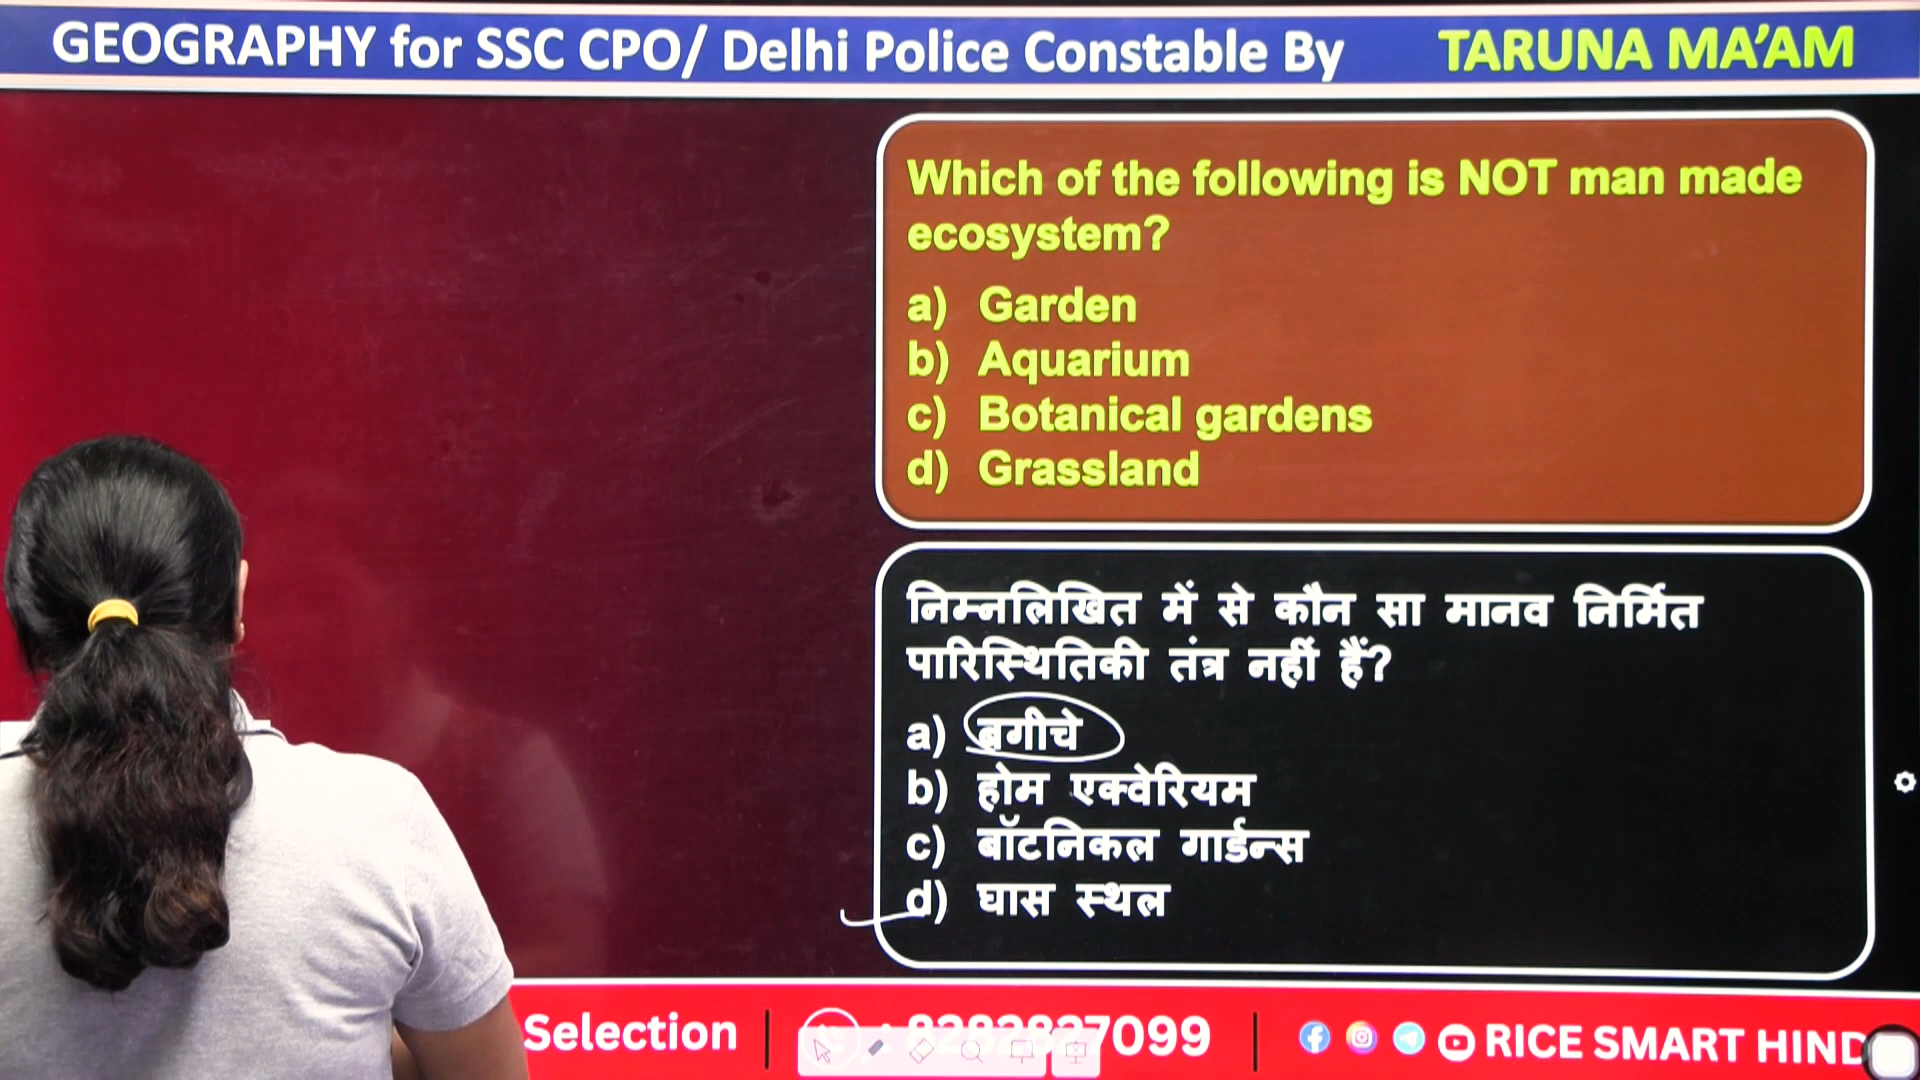 GEOGRAPHY for SSC CPO/ Delhi Police Constable By TARUNA MA'AM
Which of the following is NOT man made
ecosystem?
a) Garden
b) Aquarium
c) Botanical gardens
d) Grassland
निम्नलिखित में से कौन सा मानव निर्मित
पारिस्थितिकी तंत्र नहीं हैं?
a) बगीचे
b) होम एक्वेरियम
c) बॉटनिकल गार्डन्स
d) घास स्थल
Selection | : 8282827099 | RICE SMART HIND